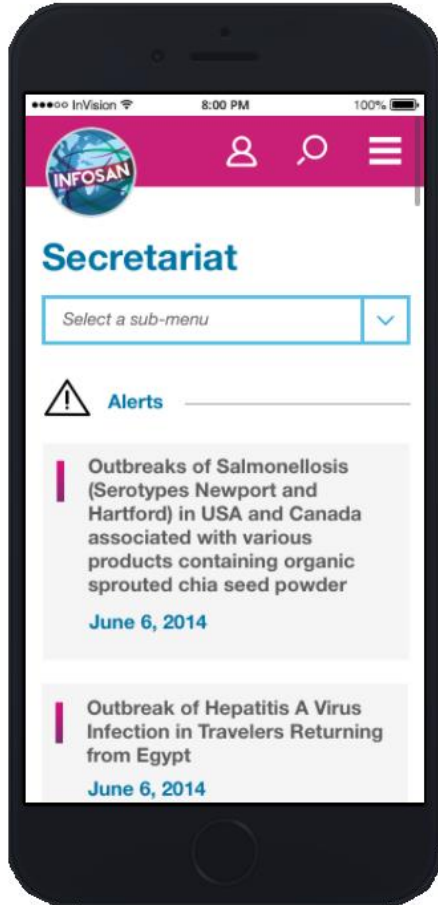 InVision 8:00 PM 100%
INFOSAN
Secretariat
Select a sub-menu
Alerts
Outbreaks of Salmonellosis
(Serotypes Newport and
Hartford) in USA and Canada
associated with various
products containing organic
sprouted chia seed powder
June 6, 2014
Outbreak of Hepatitis A Virus
Infection in Travelers Returning
from Egypt
June 6, 2014